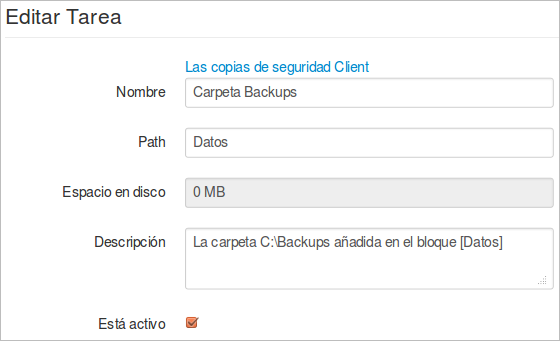 Editar Tarea
Las copias de seguridad Client
Nombre Carpeta Backups
Path Datos
Espacio en disco 0 MB
Descripción La carpeta C:\Backups añadida en el bloque [Datos]
Está activo